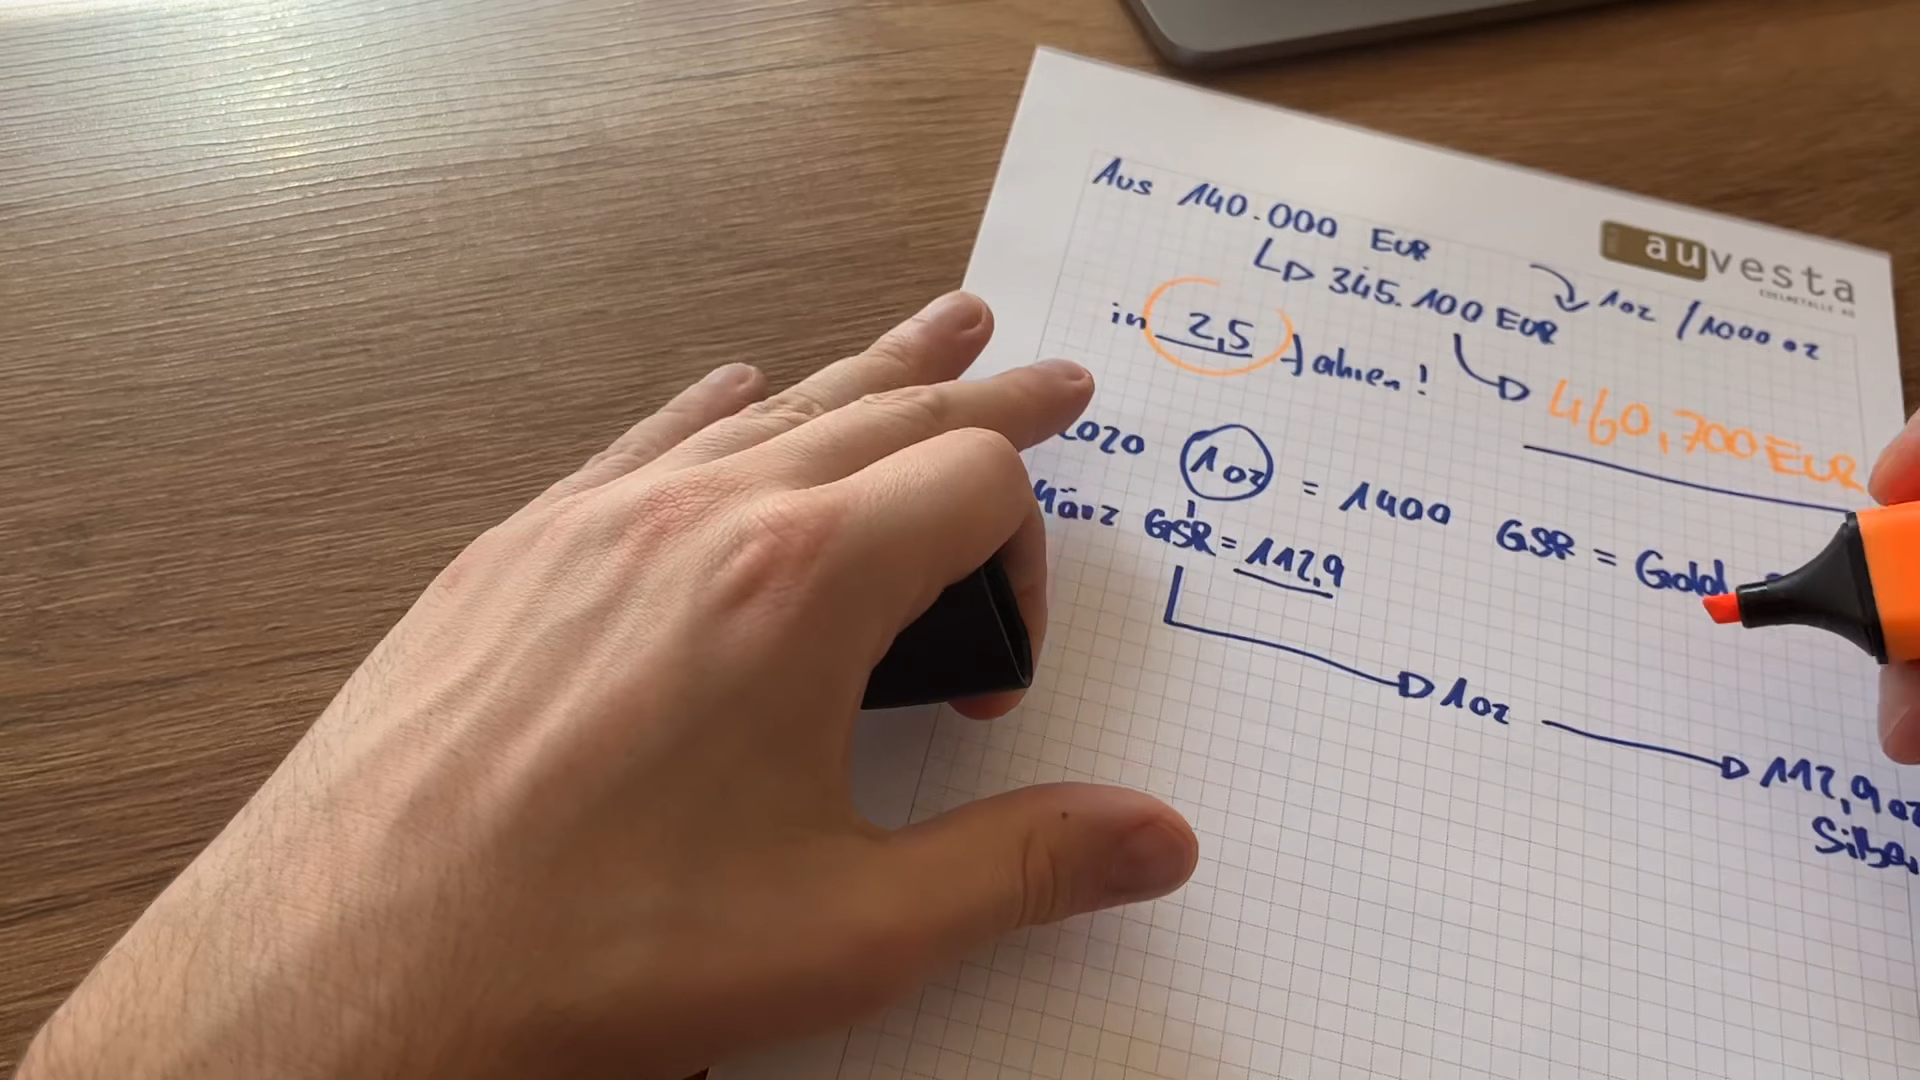 Aus 140.000 EUR
345.100 EUR
1oz / 1000 oz
in 2,5 Jahren!
460,700 EUR
2020 1oz = 1400
März GSR = 112,9
GSR = Gold
1oz
112,9 oz
Silber
auvesta
EDELMETALLE AG